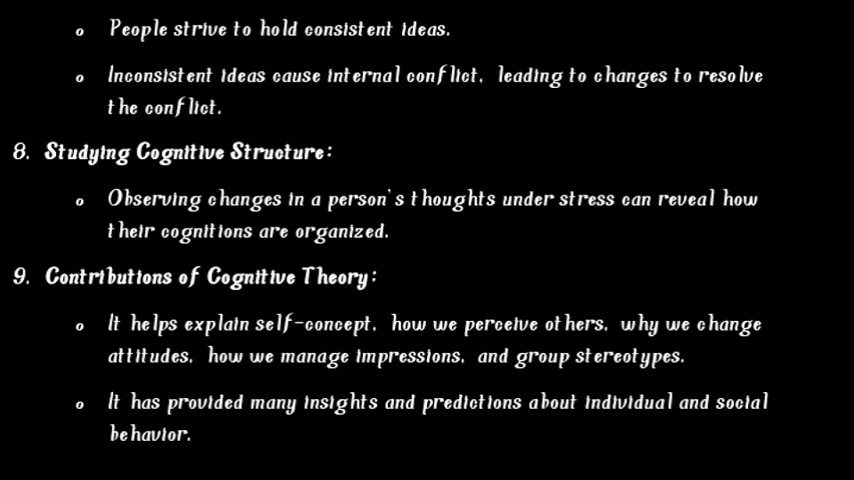 o People strive to hold consistent ideas.
o Inconsistent ideas cause internal conflict, leading to changes to resolve
the conflict.
8. Studying Cognitive Structure:
o Observing changes in a person's thoughts under stress can reveal how
their cognitions are organized.
9. Contributions of Cognitive Theory:
o It helps explain self-concept, how we perceive others, why we change
attitudes, how we manage impressions, and group stereotypes.
o It has provided many insights and predictions about individual and social
behavior.